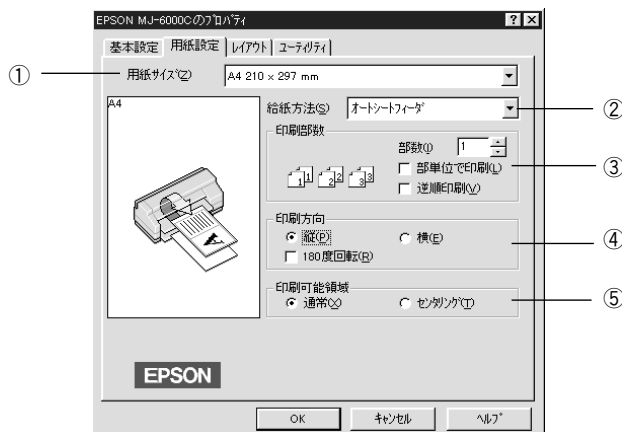 EPSON MJ-6000Cのプロパティ
基本設定 用紙設定 レイアウト ユーティリティ
① 用紙サイズ(Z) A4 210 x 297 mm
A4
給紙方法(S) オートシートフィーダ ②
印刷部数
部数(I) 1
1 1 2 2 3 3
部単位で印刷(L) ③
逆順印刷(V)
A
印刷方向
縦(P) 横(E) ④
180度回転(R)
印刷可能領域
通常(X) センタリング(T) ⑤
EPSON
OK キャンセル ヘルプ